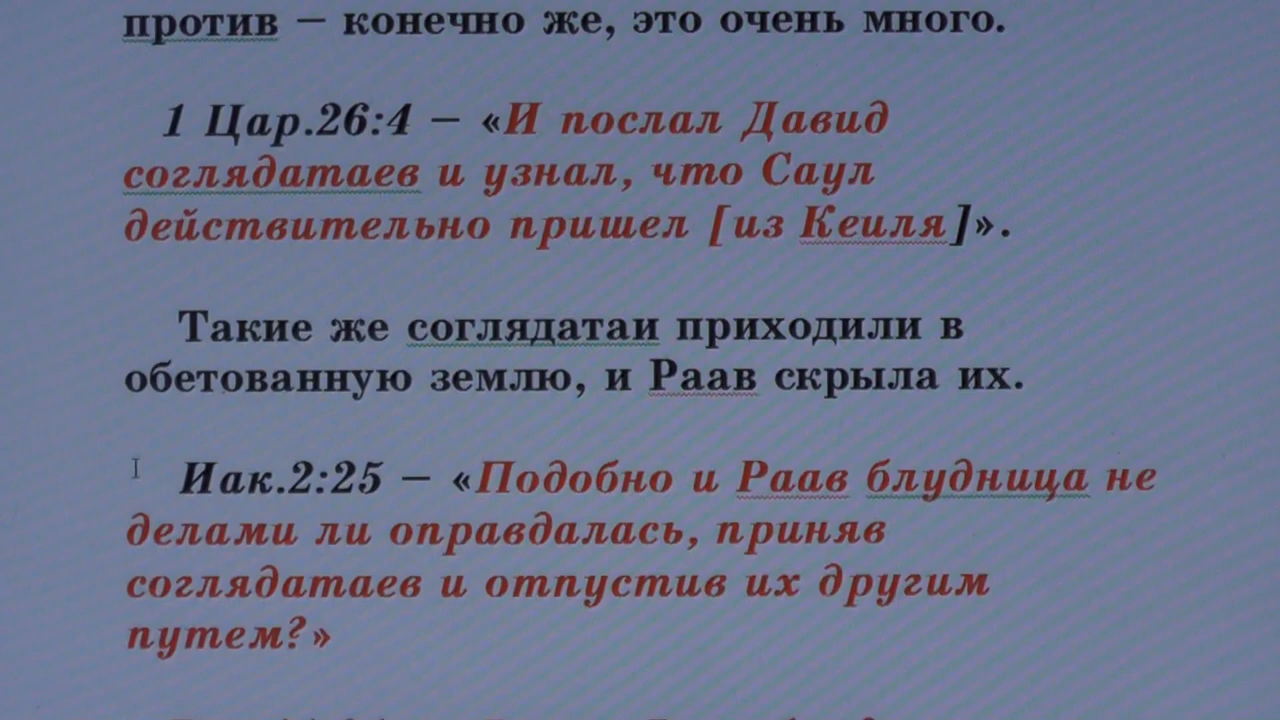 против – конечно же, это очень много.
1 Цар.26:4 – «И послал Давид
соглядатаев и узнал, что Саул
действительно пришел [из Кеиля]».
Такие же соглядатаи приходили в
обетованную землю, и Раав скрыла их.
Иак.2:25 – «Подобно и Раав блудница не
делами ли оправдалась, приняв
соглядатаев и отпустив их другим
путем?»